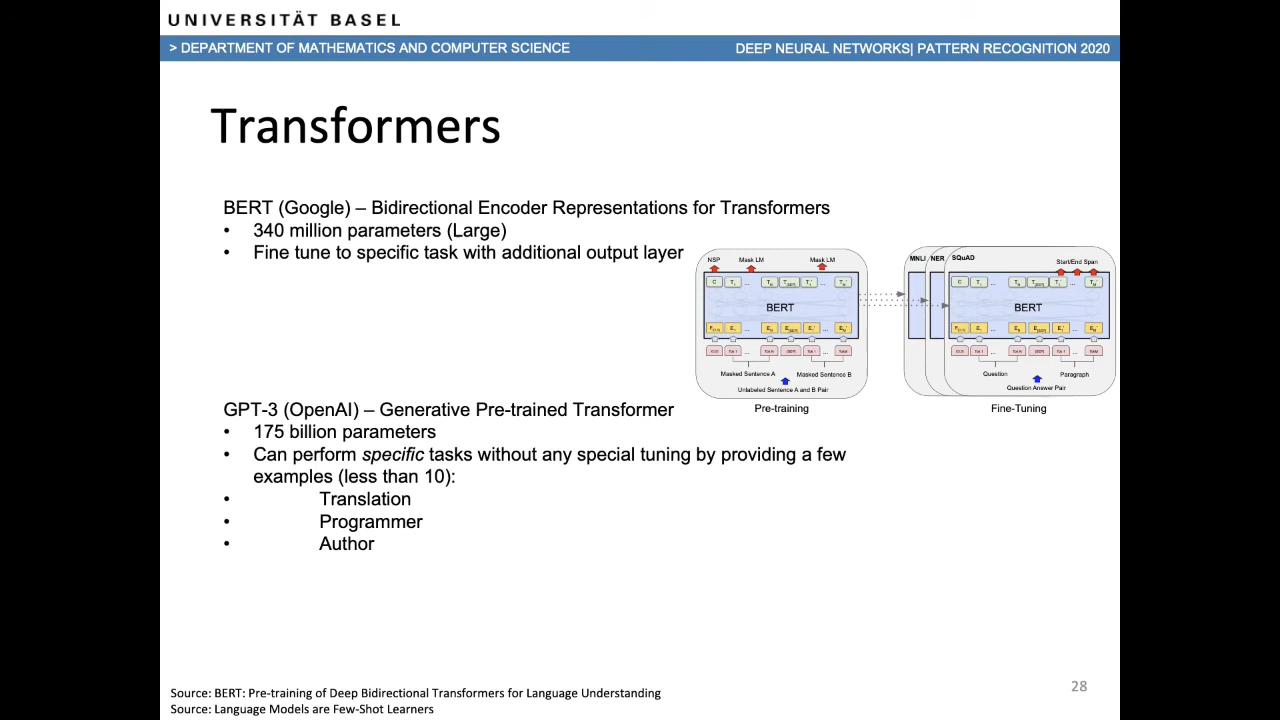 UNIVERSITÄT BASEL
> DEPARTMENT OF MATHEMATICS AND COMPUTER SCIENCE
DEEP NEURAL NETWORKS| PATTERN RECOGNITION 2020
Transformers
BERT (Google) – Bidirectional Encoder Representations for Transformers
• 340 million parameters (Large)
• Fine tune to specific task with additional output layer
NSP Mask LM Mask LM
BERT
Masked Sentence A Masked Sentence B
Unlabeled Sentence A and B Pair
Pre-training
MNLI NER SQuAD
Start/End Span
BERT
Question Paragraph
Question Answer Pair
Fine-Tuning
GPT-3 (OpenAI) – Generative Pre-trained Transformer
• 175 billion parameters
• Can perform specific tasks without any special tuning by providing a few
examples (less than 10):
• Translation
• Programmer
• Author
Source: BERT: Pre-training of Deep Bidirectional Transformers for Language Understanding
Source: Language Models are Few-Shot Learners
28